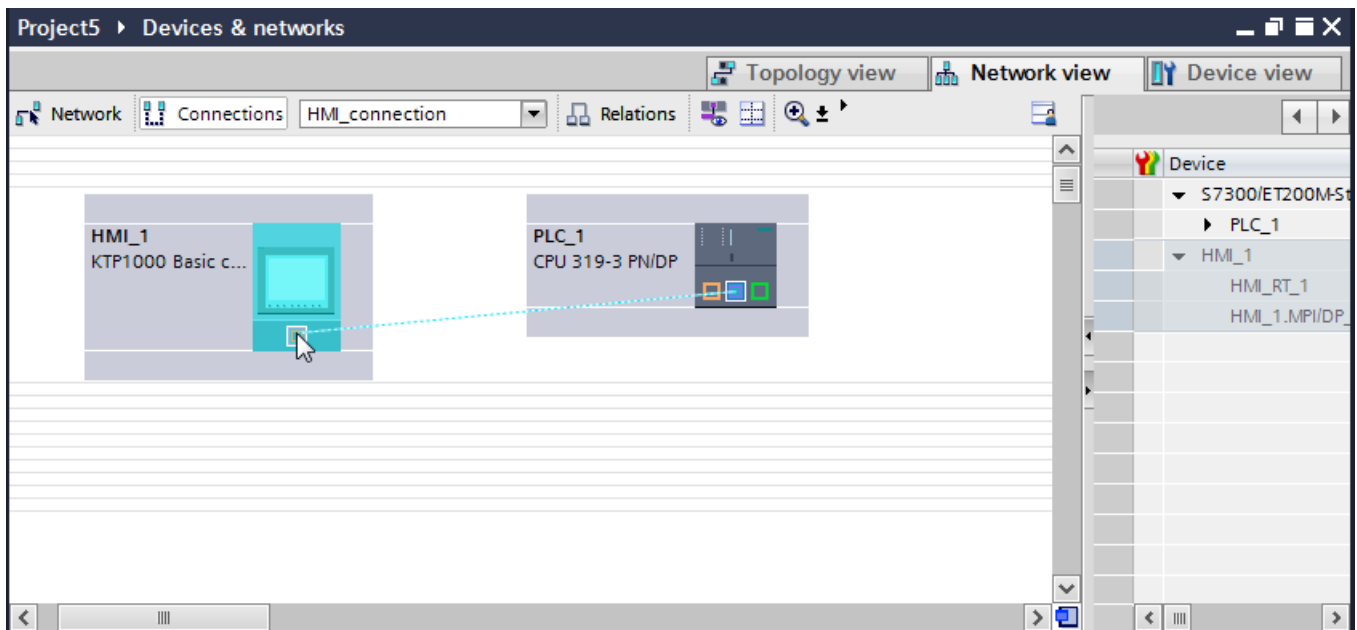 Project5 ▸ Devices & networks
Topology view Network view Device view
Network Connections HMI_connection Relations
Device
S7300/ET200M-St
PLC_1
HMI_1
HMI_RT_1
HMI_1.MPI/DP_
HMI_1
KTP1000 Basic c...
PLC_1
CPU 319-3 PN/DP